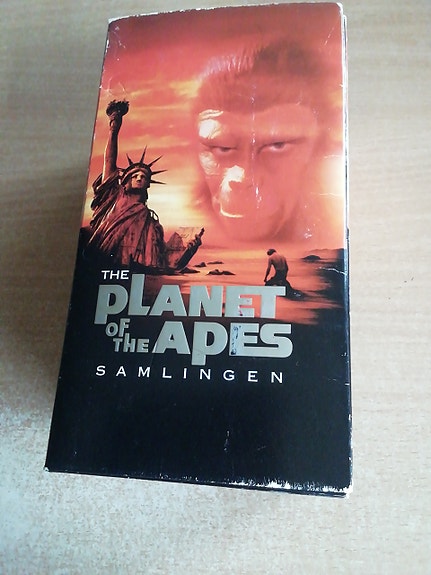 THE
PLANET
OF THE APES
SAMLINGEN